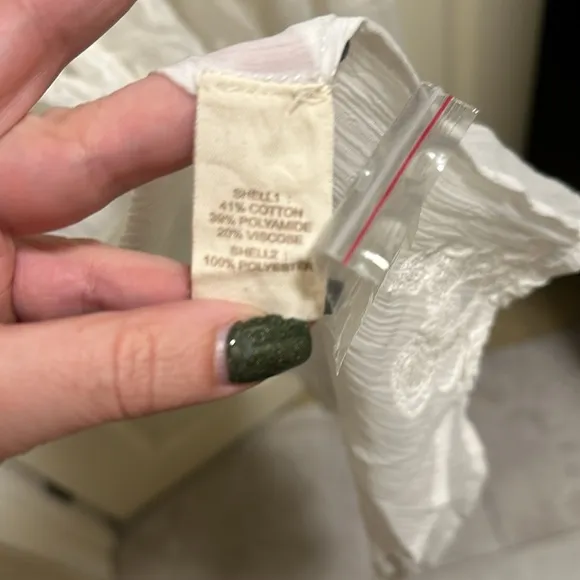 SHELL1 :
41% COTTON
39% POLYAMIDE
20% VISCOSE
SHELL2 :
100% POLYESTER